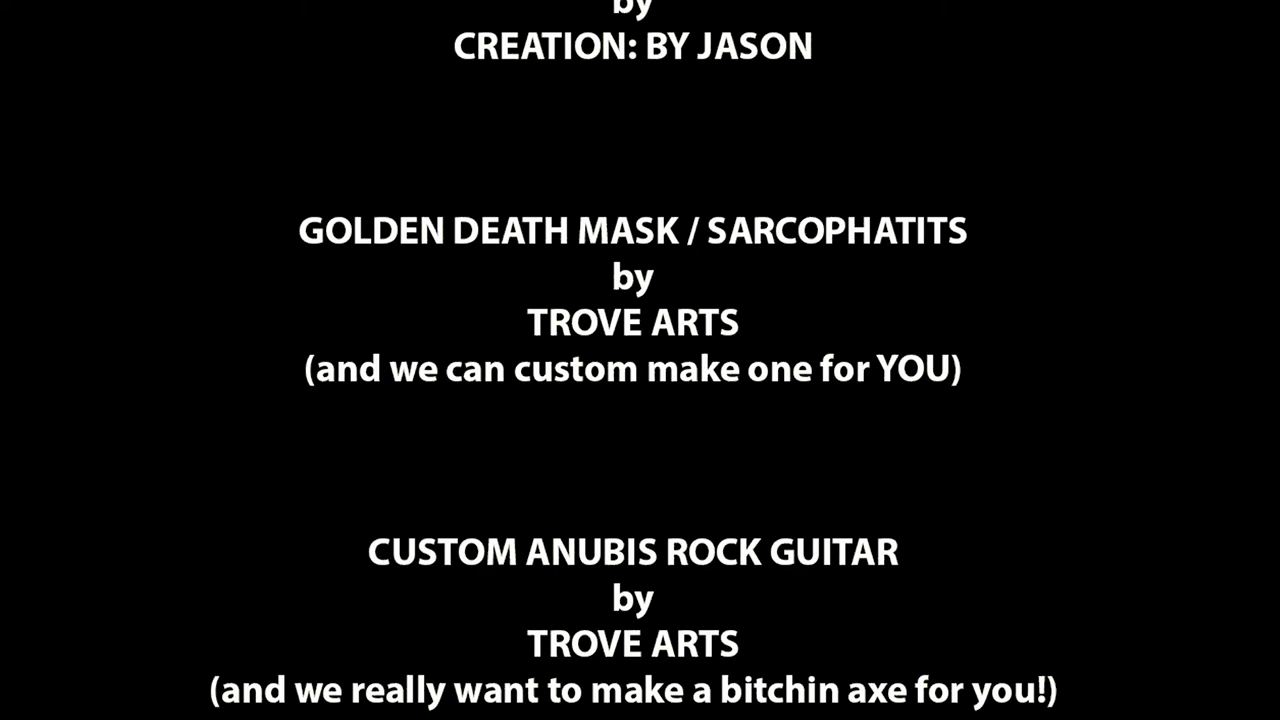 by
CREATION: BY JASON
GOLDEN DEATH MASK / SARCOPHATITS
by
TROVE ARTS
(and we can custom make one for YOU)
CUSTOM ANUBIS ROCK GUITAR
by
TROVE ARTS
(and we really want to make a bitchin axe for you!)